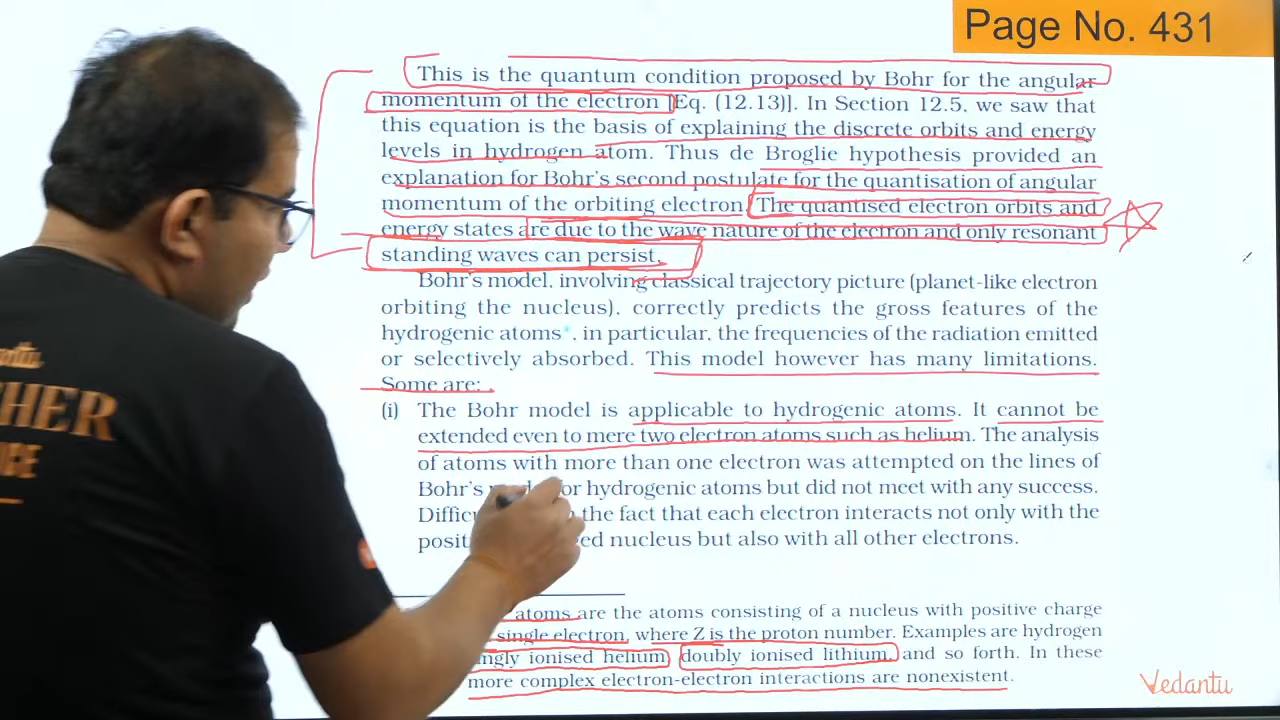 Page No. 431
This is the quantum condition proposed by Bohr for the angular
momentum of the electron [Eq. (12.13)]. In Section 12.5, we saw that
this equation is the basis of explaining the discrete orbits and energy
levels in hydrogen atom. Thus de Broglie hypothesis provided an
explanation for Bohr's second postulate for the quantisation of angular
momentum of the orbiting electron. The quantised electron orbits and
energy states are due to the wave nature of the electron and only resonant
standing waves can persist.
Bohr's model, involving classical trajectory picture (planet-like electron
orbiting the nucleus), correctly predicts the gross features of the
hydrogenic atoms*, in particular, the frequencies of the radiation emitted
or selectively absorbed. This model however has many limitations.
Some are:
(i) The Bohr model is applicable to hydrogenic atoms. It cannot be
extended even to mere two electron atoms such as helium. The analysis
of atoms with more than one electron was attempted on the lines of
Bohr's for hydrogenic atoms but did not meet with any success.
the fact that each electron interacts not only with the
nucleus but also with all other electrons.
atoms are the atoms consisting of a nucleus with positive charge
single electron, where Z is the proton number. Examples are hydrogen
ionised helium, doubly ionised lithium, and so forth. In these
more complex electron-electron interactions are nonexistent.
Vedantu